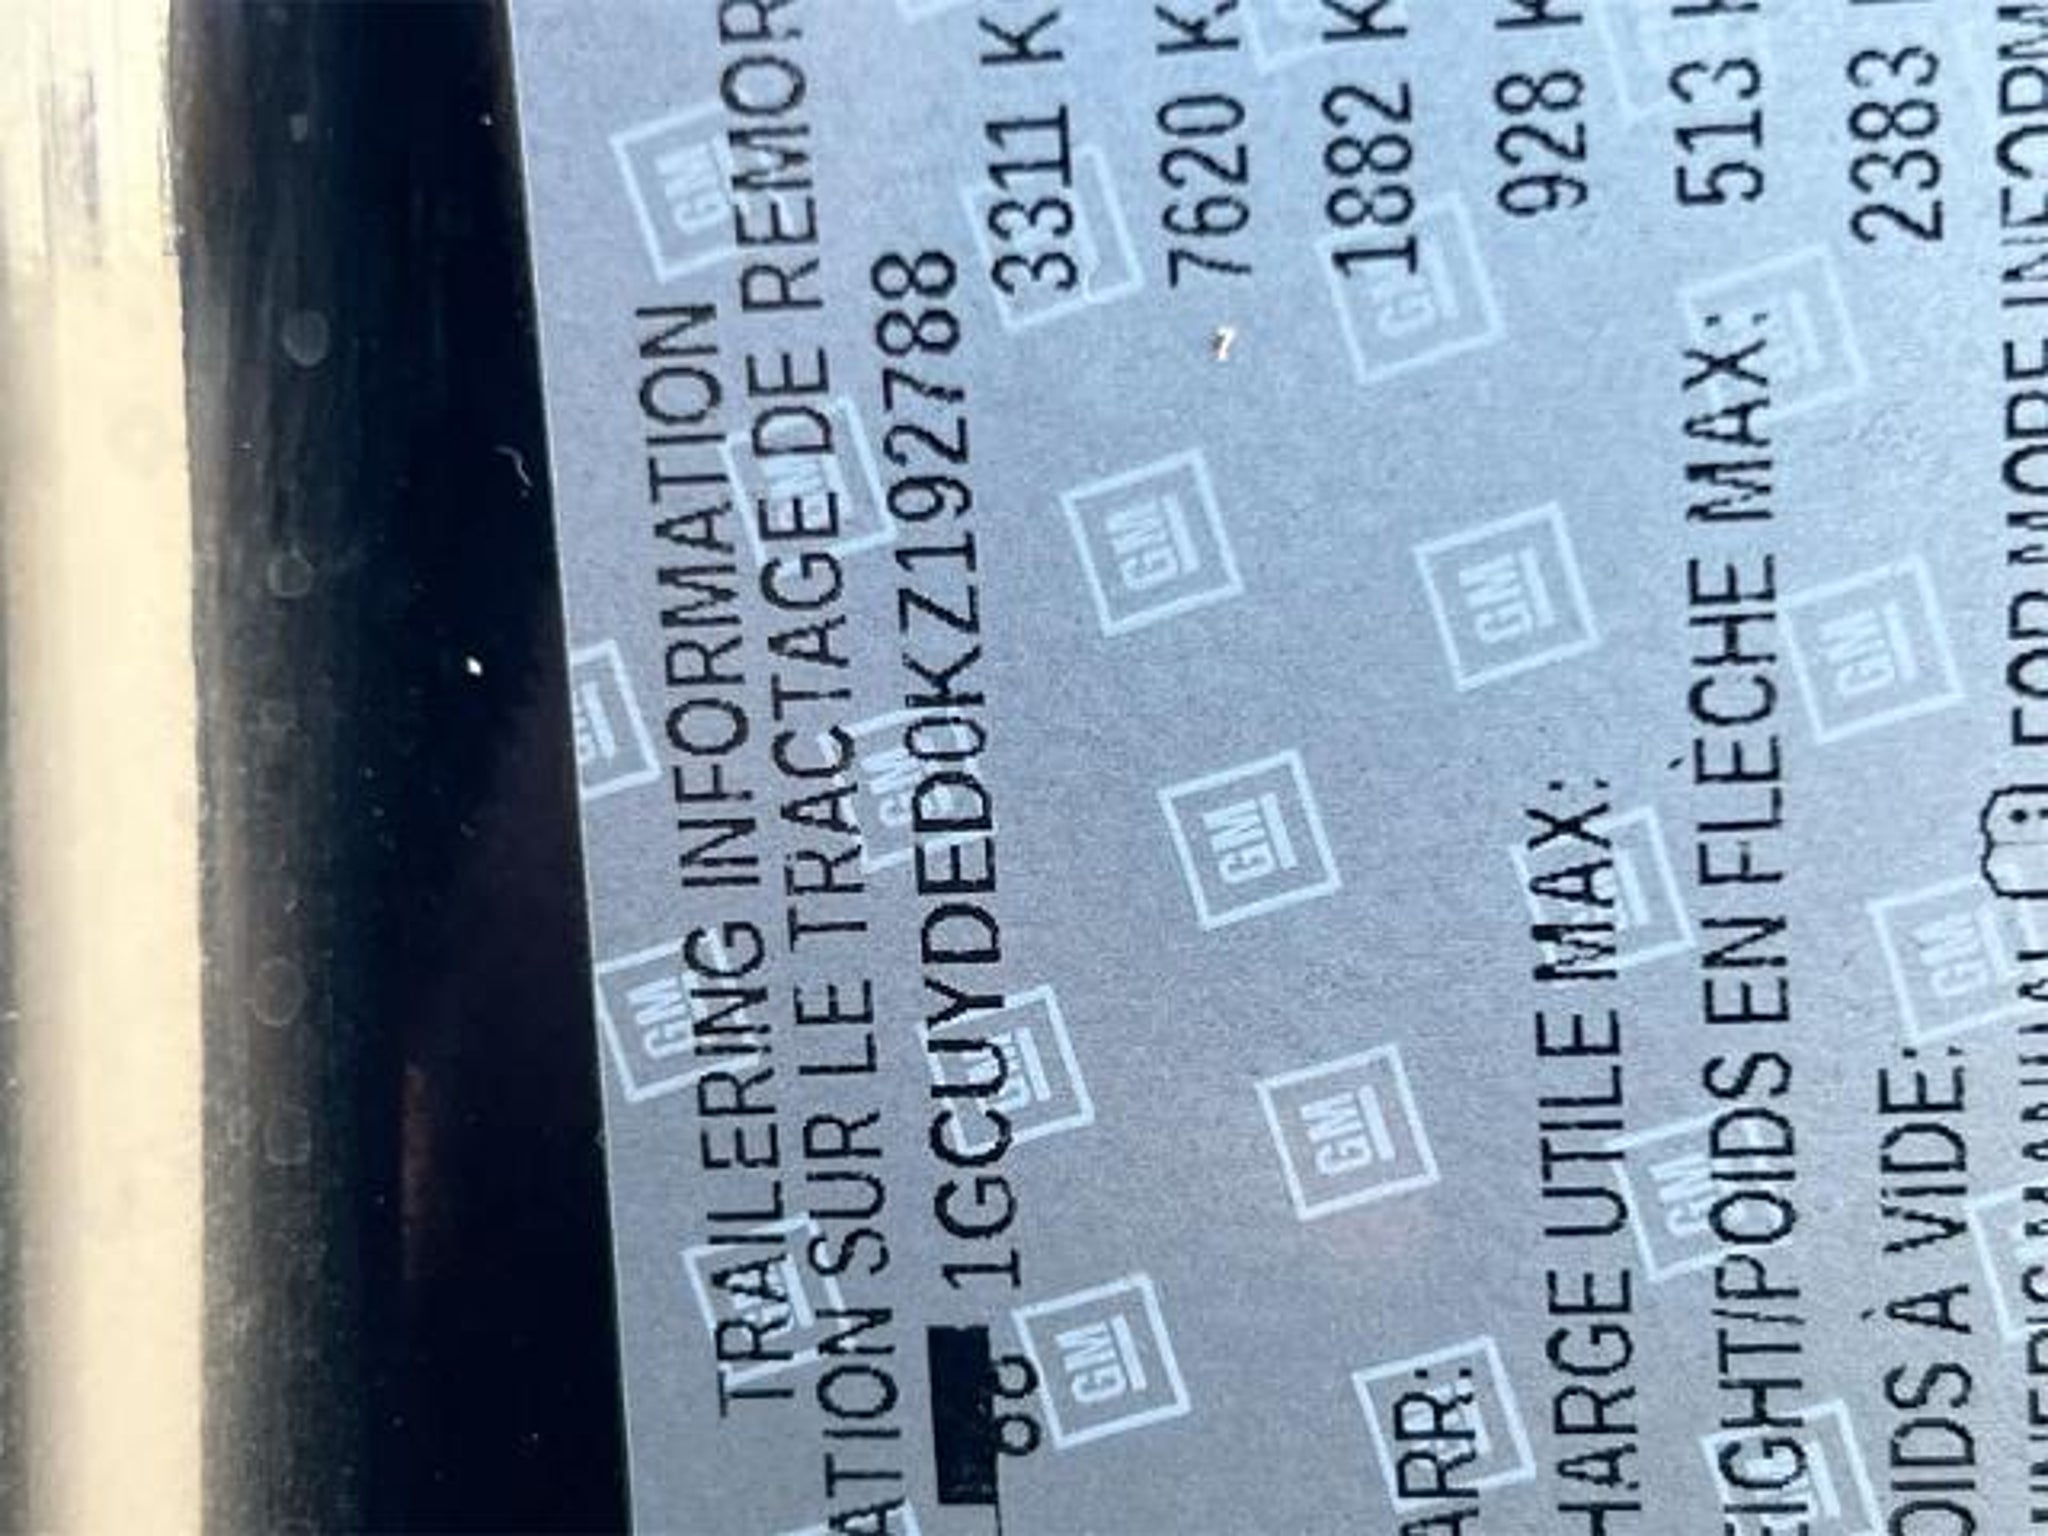 TRAILERING INFORMATION
ATION SUR LE TRACTAGE DE REMOR
1GCUYDED0KZ192788
3311 K
7620 K
ARR: 1882 K
HARGE UTILE MAX: 928 K
EIGHT/POIDS EN FLÈCHE MAX: 513 K
OIDS À VIDE: 2383
FOR MORE INFORM
GM